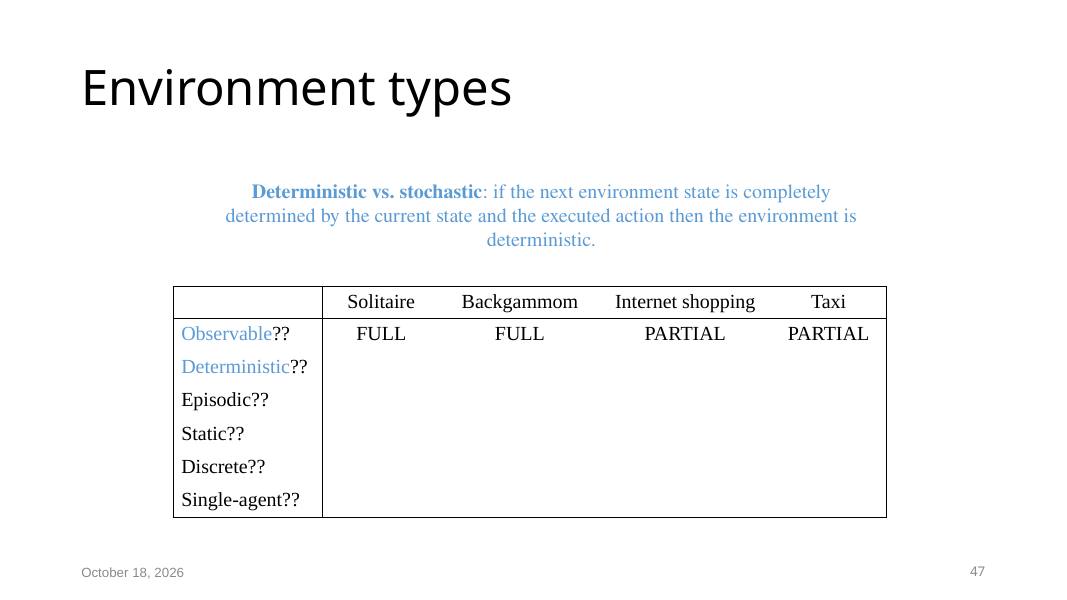 Environment types
Deterministic vs. stochastic: if the next environment state is completely
determined by the current state and the executed action then the environment is
deterministic.
Solitaire Backgammom Internet shopping Taxi
Observable?? FULL FULL PARTIAL PARTIAL
Deterministic??
Episodic??
Static??
Discrete??
Single-agent??
October 18, 2026 47